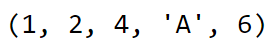 (1, 2, 4, 'A', 6)